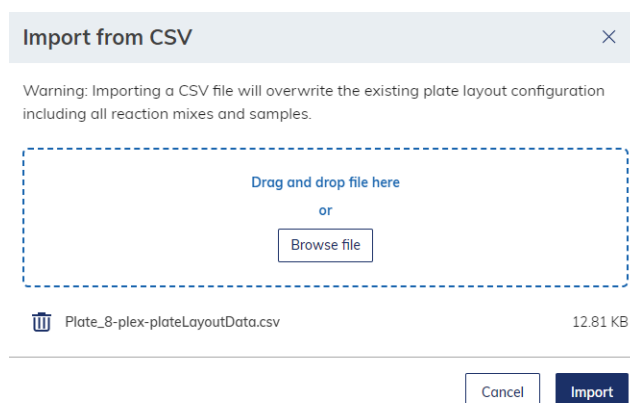 Import from CSV
Warning: Importing a CSV file will overwrite the existing plate layout configuration
including all reaction mixes and samples.
Drag and drop file here
or
Browse file
Plate_8-plex-plateLayoutData.csv 12.81 KB
Cancel Import